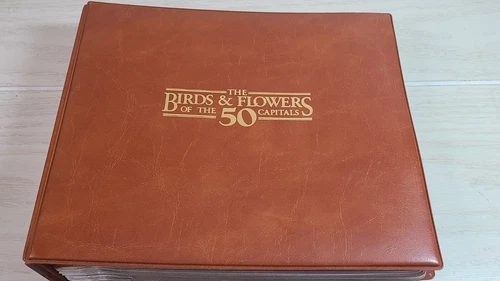 THE
BIRDS & FLOWERS
OF THE 50 CAPITALS